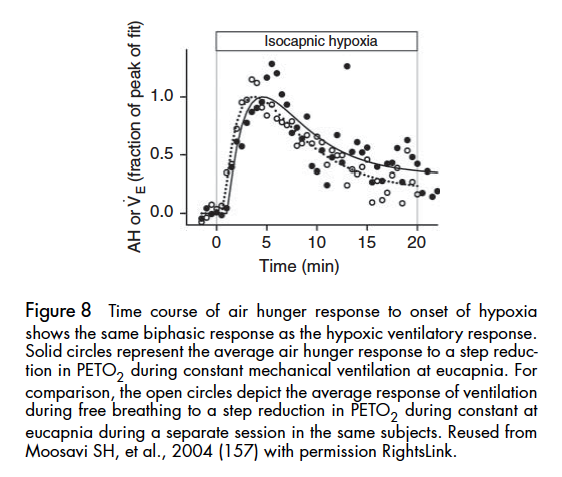 Isocapnic hypoxia
AH or V̇E (fraction of peak of fit)
1.0
0.5
0.0
0 5 10 15 20
Time (min)
Figure 8 Time course of air hunger response to onset of hypoxia
shows the same biphasic response as the hypoxic ventilatory response.
Solid circles represent the average air hunger response to a step reduc-
tion in PETO2 during constant mechanical ventilation at eucapnia. For
comparison, the open circles depict the average response of ventilation
during free breathing to a step reduction in PETO2 during constant at
eucapnia during a separate session in the same subjects. Reused from
Moosavi SH, et al., 2004 (157) with permission RightsLink.